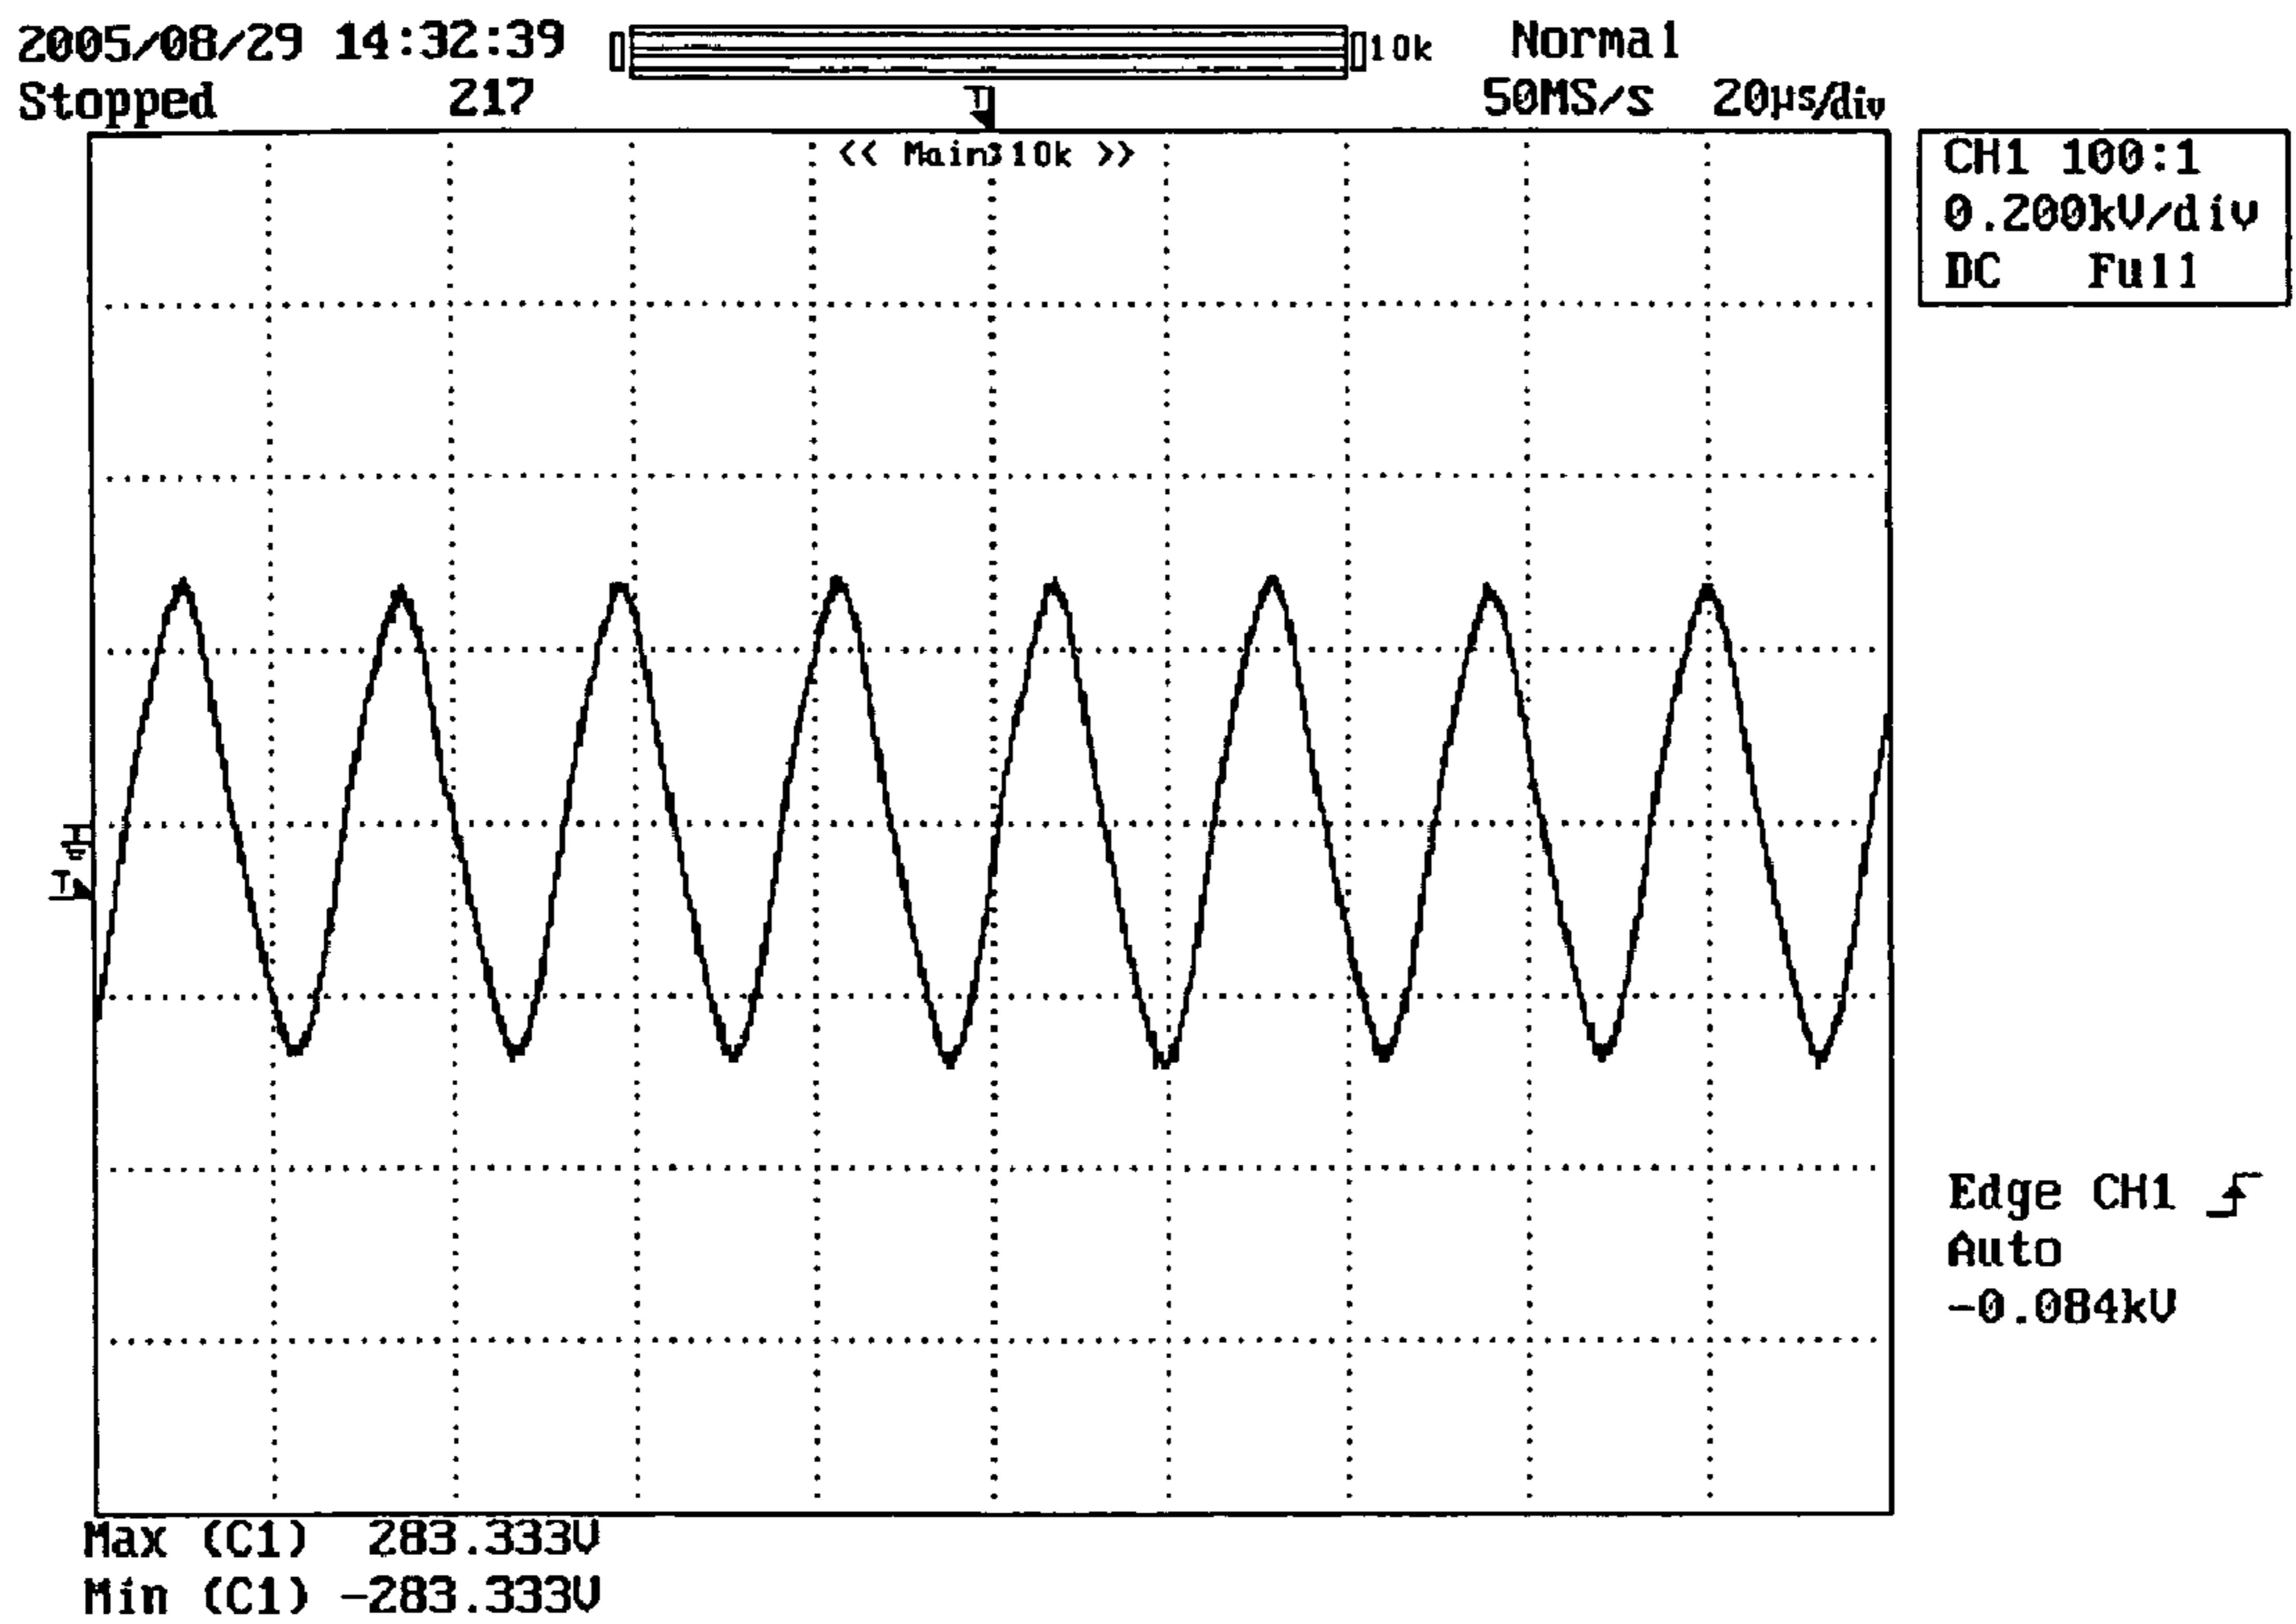 2005/08/29 14:32:39
10k
Normal
Stopped
217
50MS/s
20µs/div
T
<< Main:10k >>
CH1 100:1
0.200kV/div
DC Full
T
Edge CH1
Auto
-0.084kV
Max (C1) 283.333V
Min (C1) -283.333V